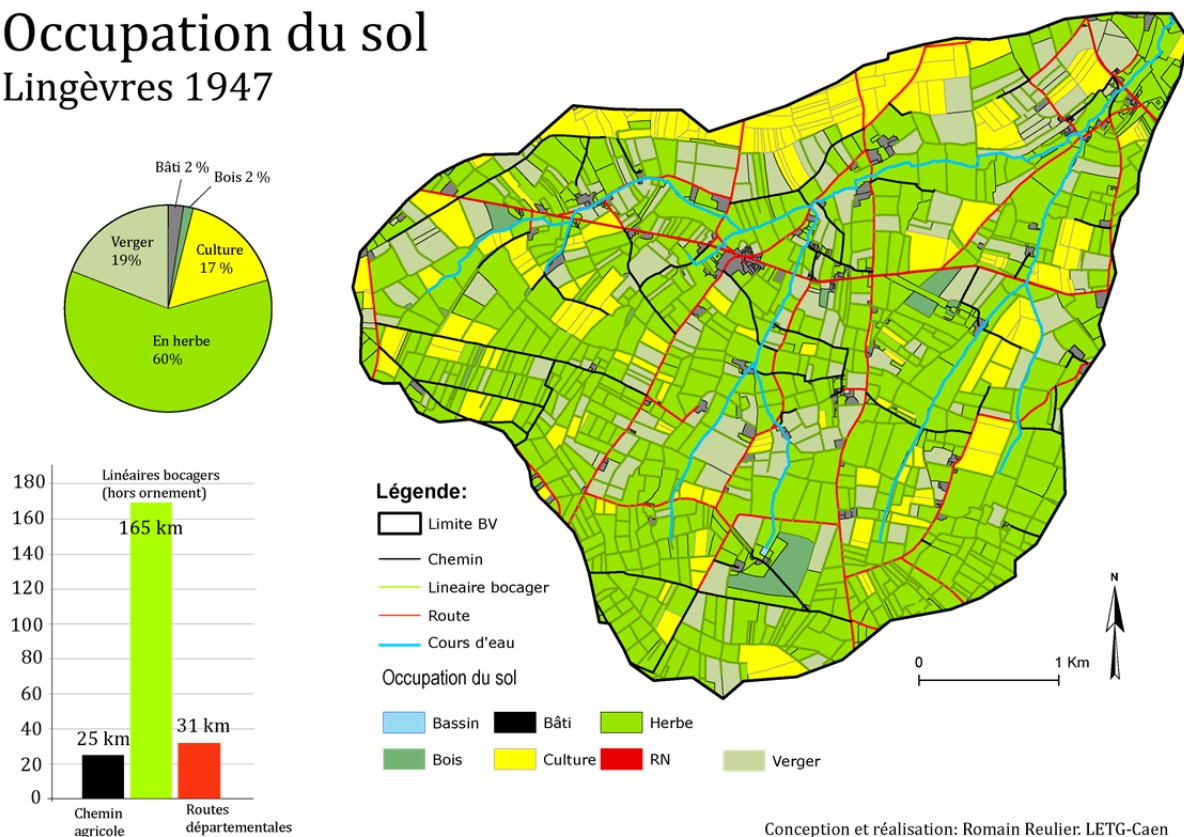 Occupation du sol
Lingèvres 1947
Bâti 2 %
Bois 2 %
Verger
19%
Culture
17 %
En herbe
60%
Linéaires bocagers
(hors ornement)
180
160
140
120
100
80
60
40
20
0
165 km
25 km
31 km
Chemin
agricole
Routes
départementales
Légende:
Limite BV
Chemin
Lineaire bocager
Route
Cours d'eau
Occupation du sol
Bassin
Bâti
Herbe
Bois
Culture
RN
Verger
N
0
1 Km
Conception et réalisation: Romain Reulier. LETG-Caen